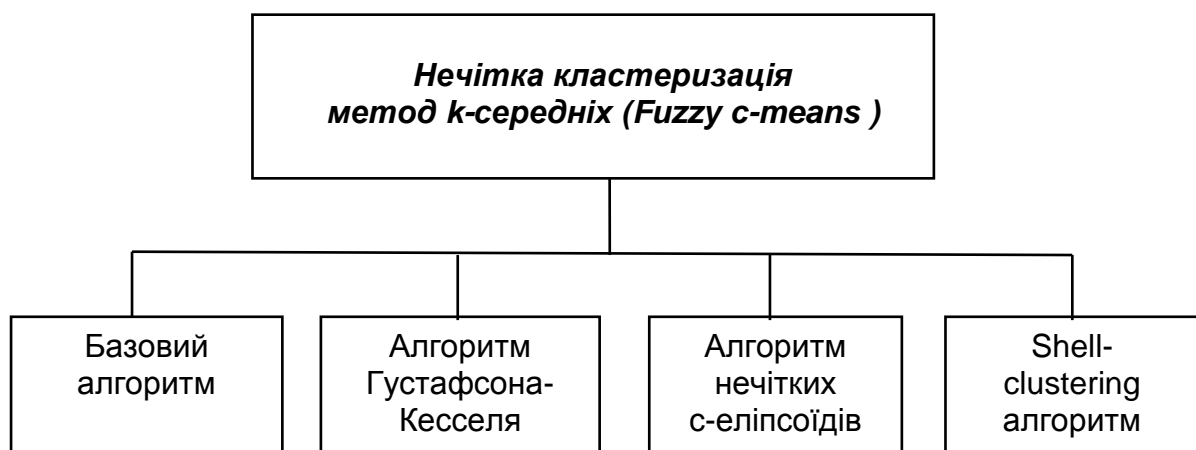 Нечітка кластеризація
метод k-середніх (Fuzzy c-means )
Базовий
алгоритм
Алгоритм
Густафсона-
Кесселя
Алгоритм
нечітких
с-еліпсоїдів
Shell-
clustering
алгоритм